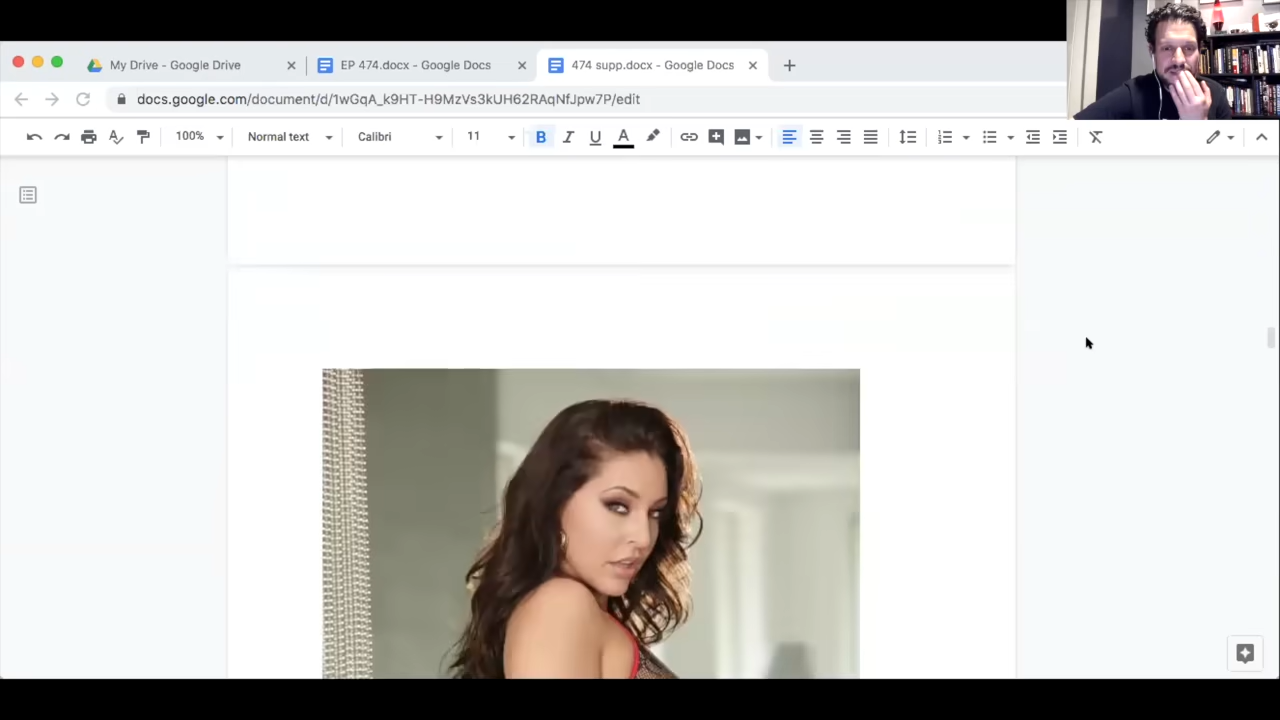 My Drive - Google Drive
EP 474.docx - Google Docs
474 supp.docx - Google Docs
docs.google.com/document/d/1wGqA_k9HT-H9MzVs3kUH62RAqNfJpw7P/edit
100% Normal text Calibri 11 B I U A